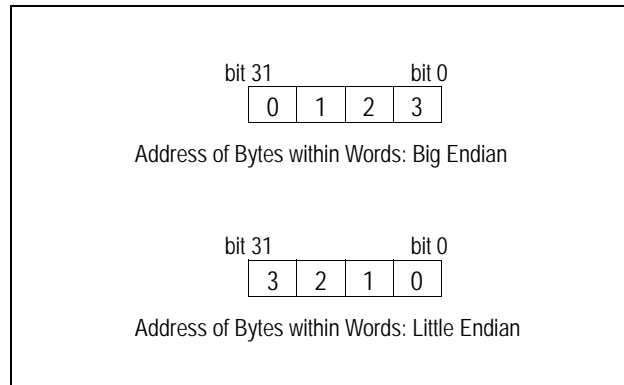 bit 31 bit 0
0 1 2 3
Address of Bytes within Words: Big Endian
bit 31 bit 0
3 2 1 0
Address of Bytes within Words: Little Endian